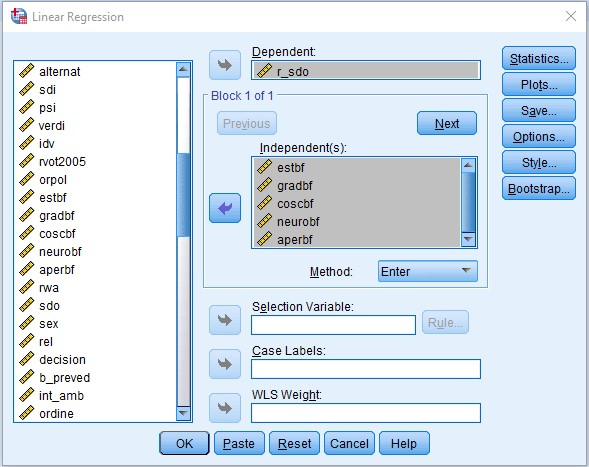 Linear Regression
alternat
sdi
psi
verdi
idv
rvot2005
orpol
estbf
gradbf
coscbf
neurobf
aperbf
rwa
sdo
sex
rel
decision
b_preved
int_amb
ordine
Dependent:
r_sdo
Block 1 of 1
Previous
Next
Independent(s):
estbf
gradbf
coscbf
neurobf
aperbf
Method:
Enter
Selection Variable:
Rule...
Case Labels:
WLS Weight:
Statistics...
Plots...
Save...
Options...
Style...
Bootstrap...
OK
Paste
Reset
Cancel
Help